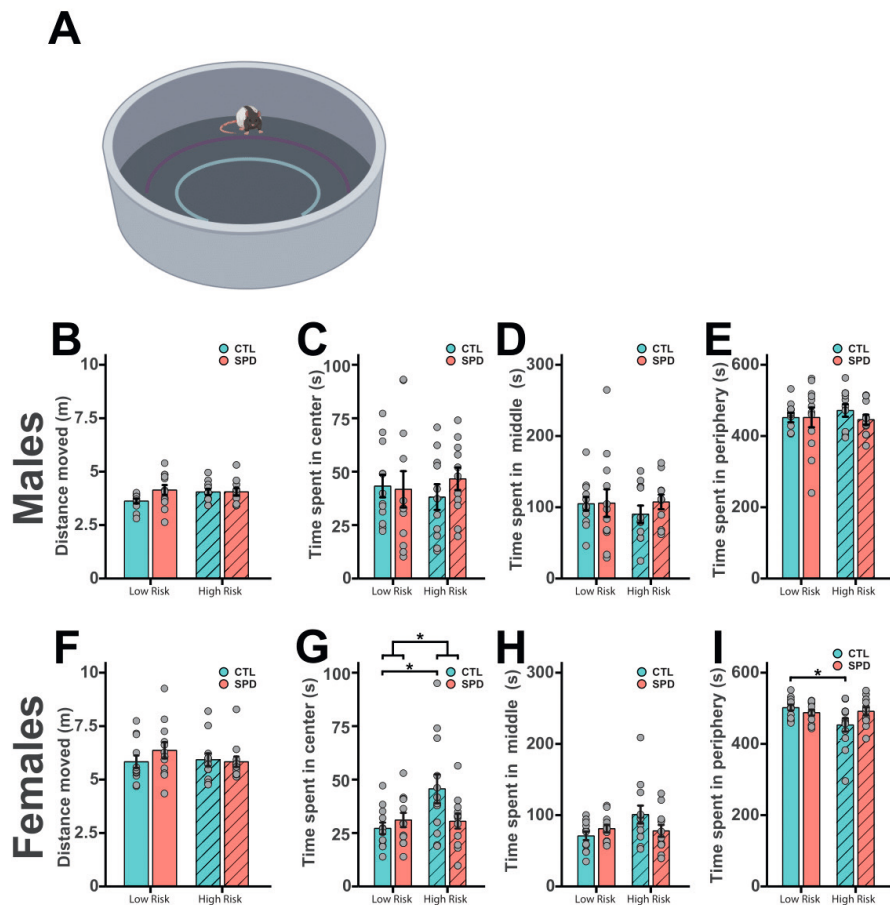 A
Males
B
Distance moved (m)
10
7.5
5
2.5
0
CTL
SPD
Low Risk
High Risk
C
Time spent in center (s)
100
75
50
25
0
CTL
SPD
Low Risk
High Risk
D
Time spent in middle (s)
300
200
100
0
CTL
SPD
Low Risk
High Risk
E
Time spent in periphery (s)
600
400
200
0
CTL
SPD
Low Risk
High Risk
Females
F
Distance moved (m)
10
7.5
5
2.5
0
CTL
SPD
Low Risk
High Risk
G
Time spent in center (s)
100
75
50
25
0
*
*
CTL
SPD
Low Risk
High Risk
H
Time spent in middle (s)
300
200
100
0
CTL
SPD
Low Risk
High Risk
I
Time spent in periphery (s)
600
400
200
0
*
CTL
SPD
Low Risk
High Risk